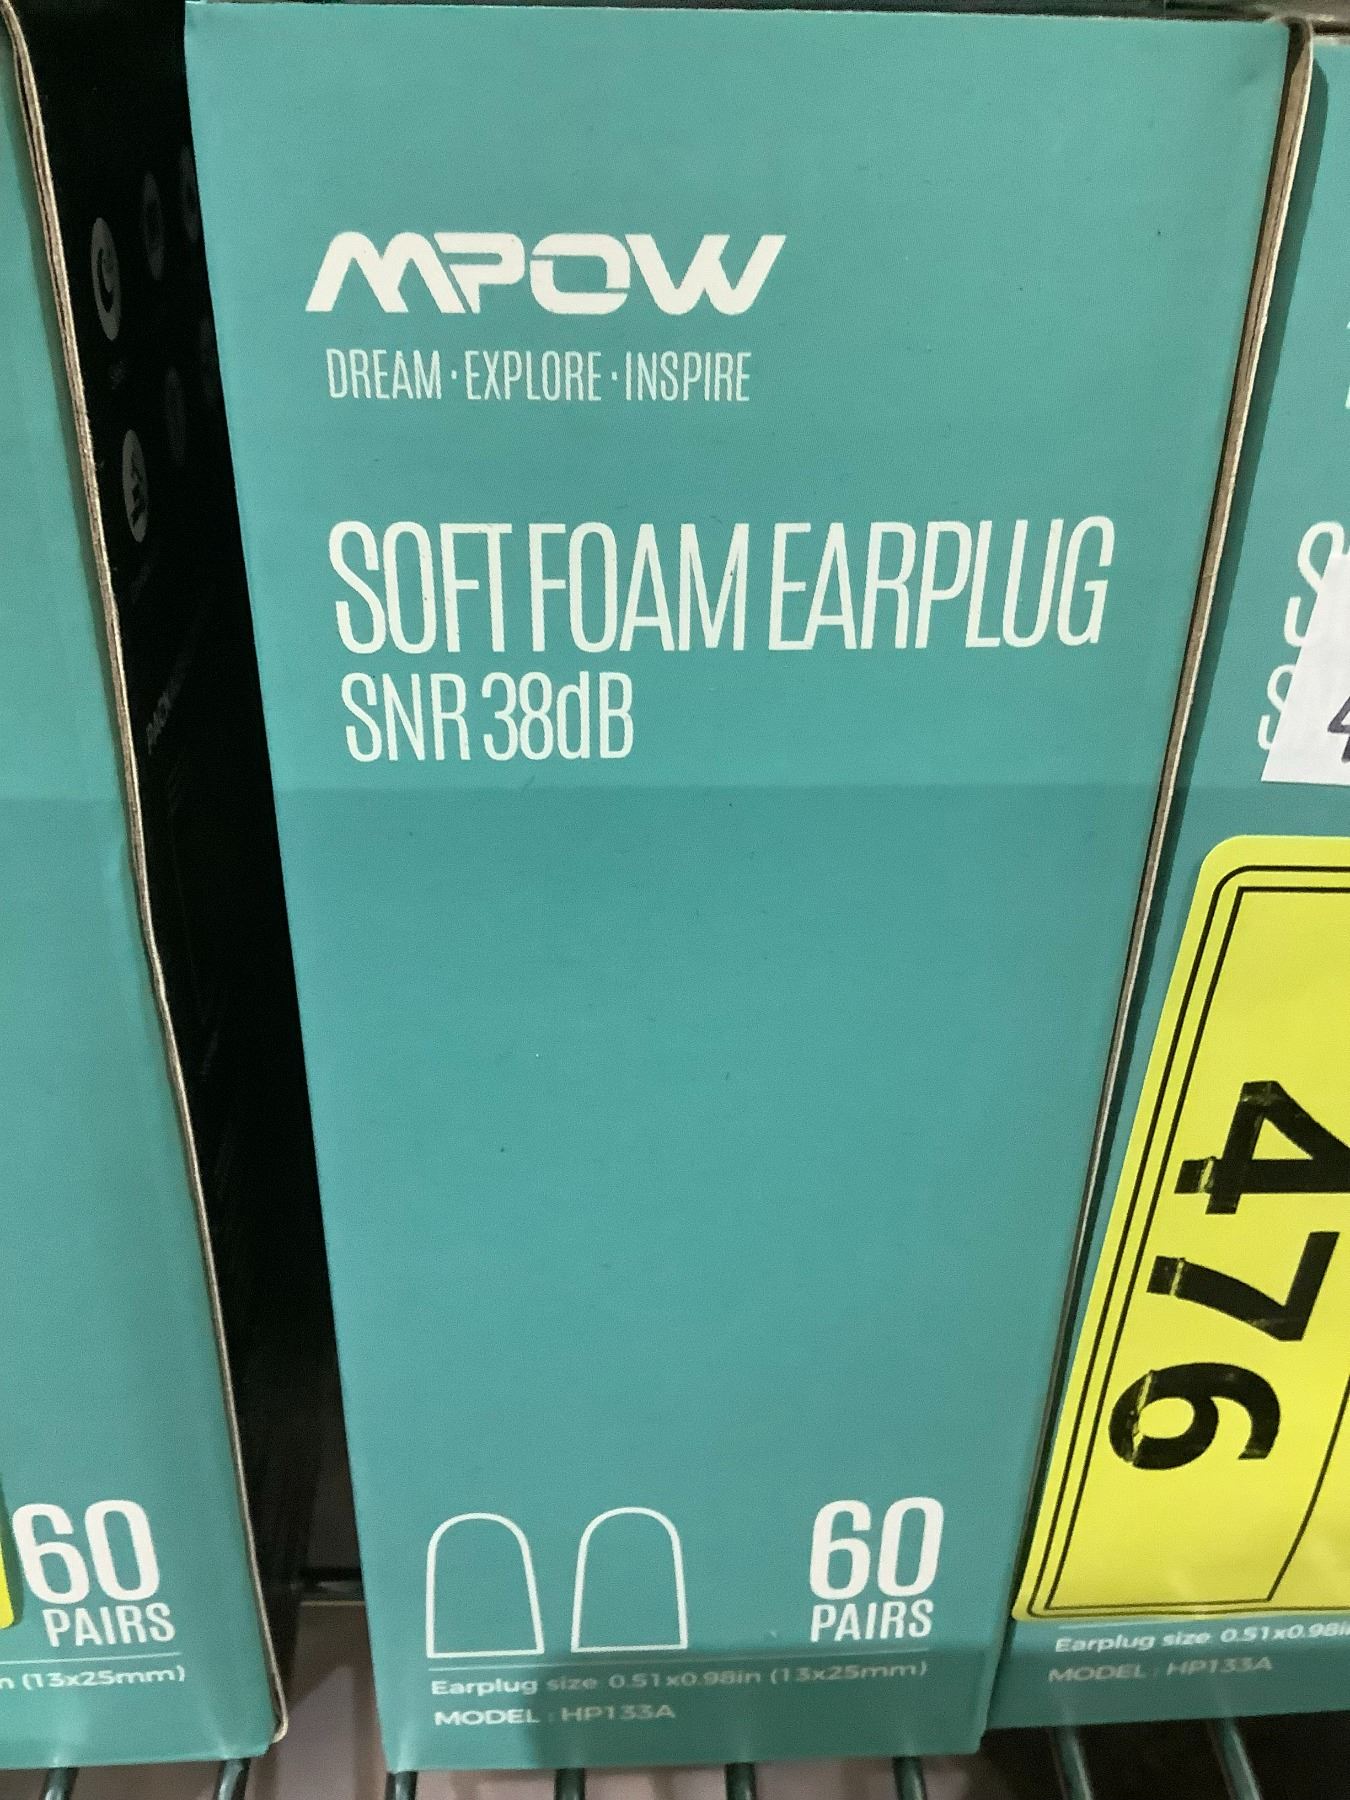 MPOW
DREAM·EXPLORE·INSPIRE
SOFT FOAM EARPLUG
SNR 38dB
60
PAIRS
Earplug size 0.51x0.98in (13x25mm)
MODEL : HP133A
60
PAIRS
n (13x25mm)
476
Earplug size 0.51x0.98i
MODEL : HP133A